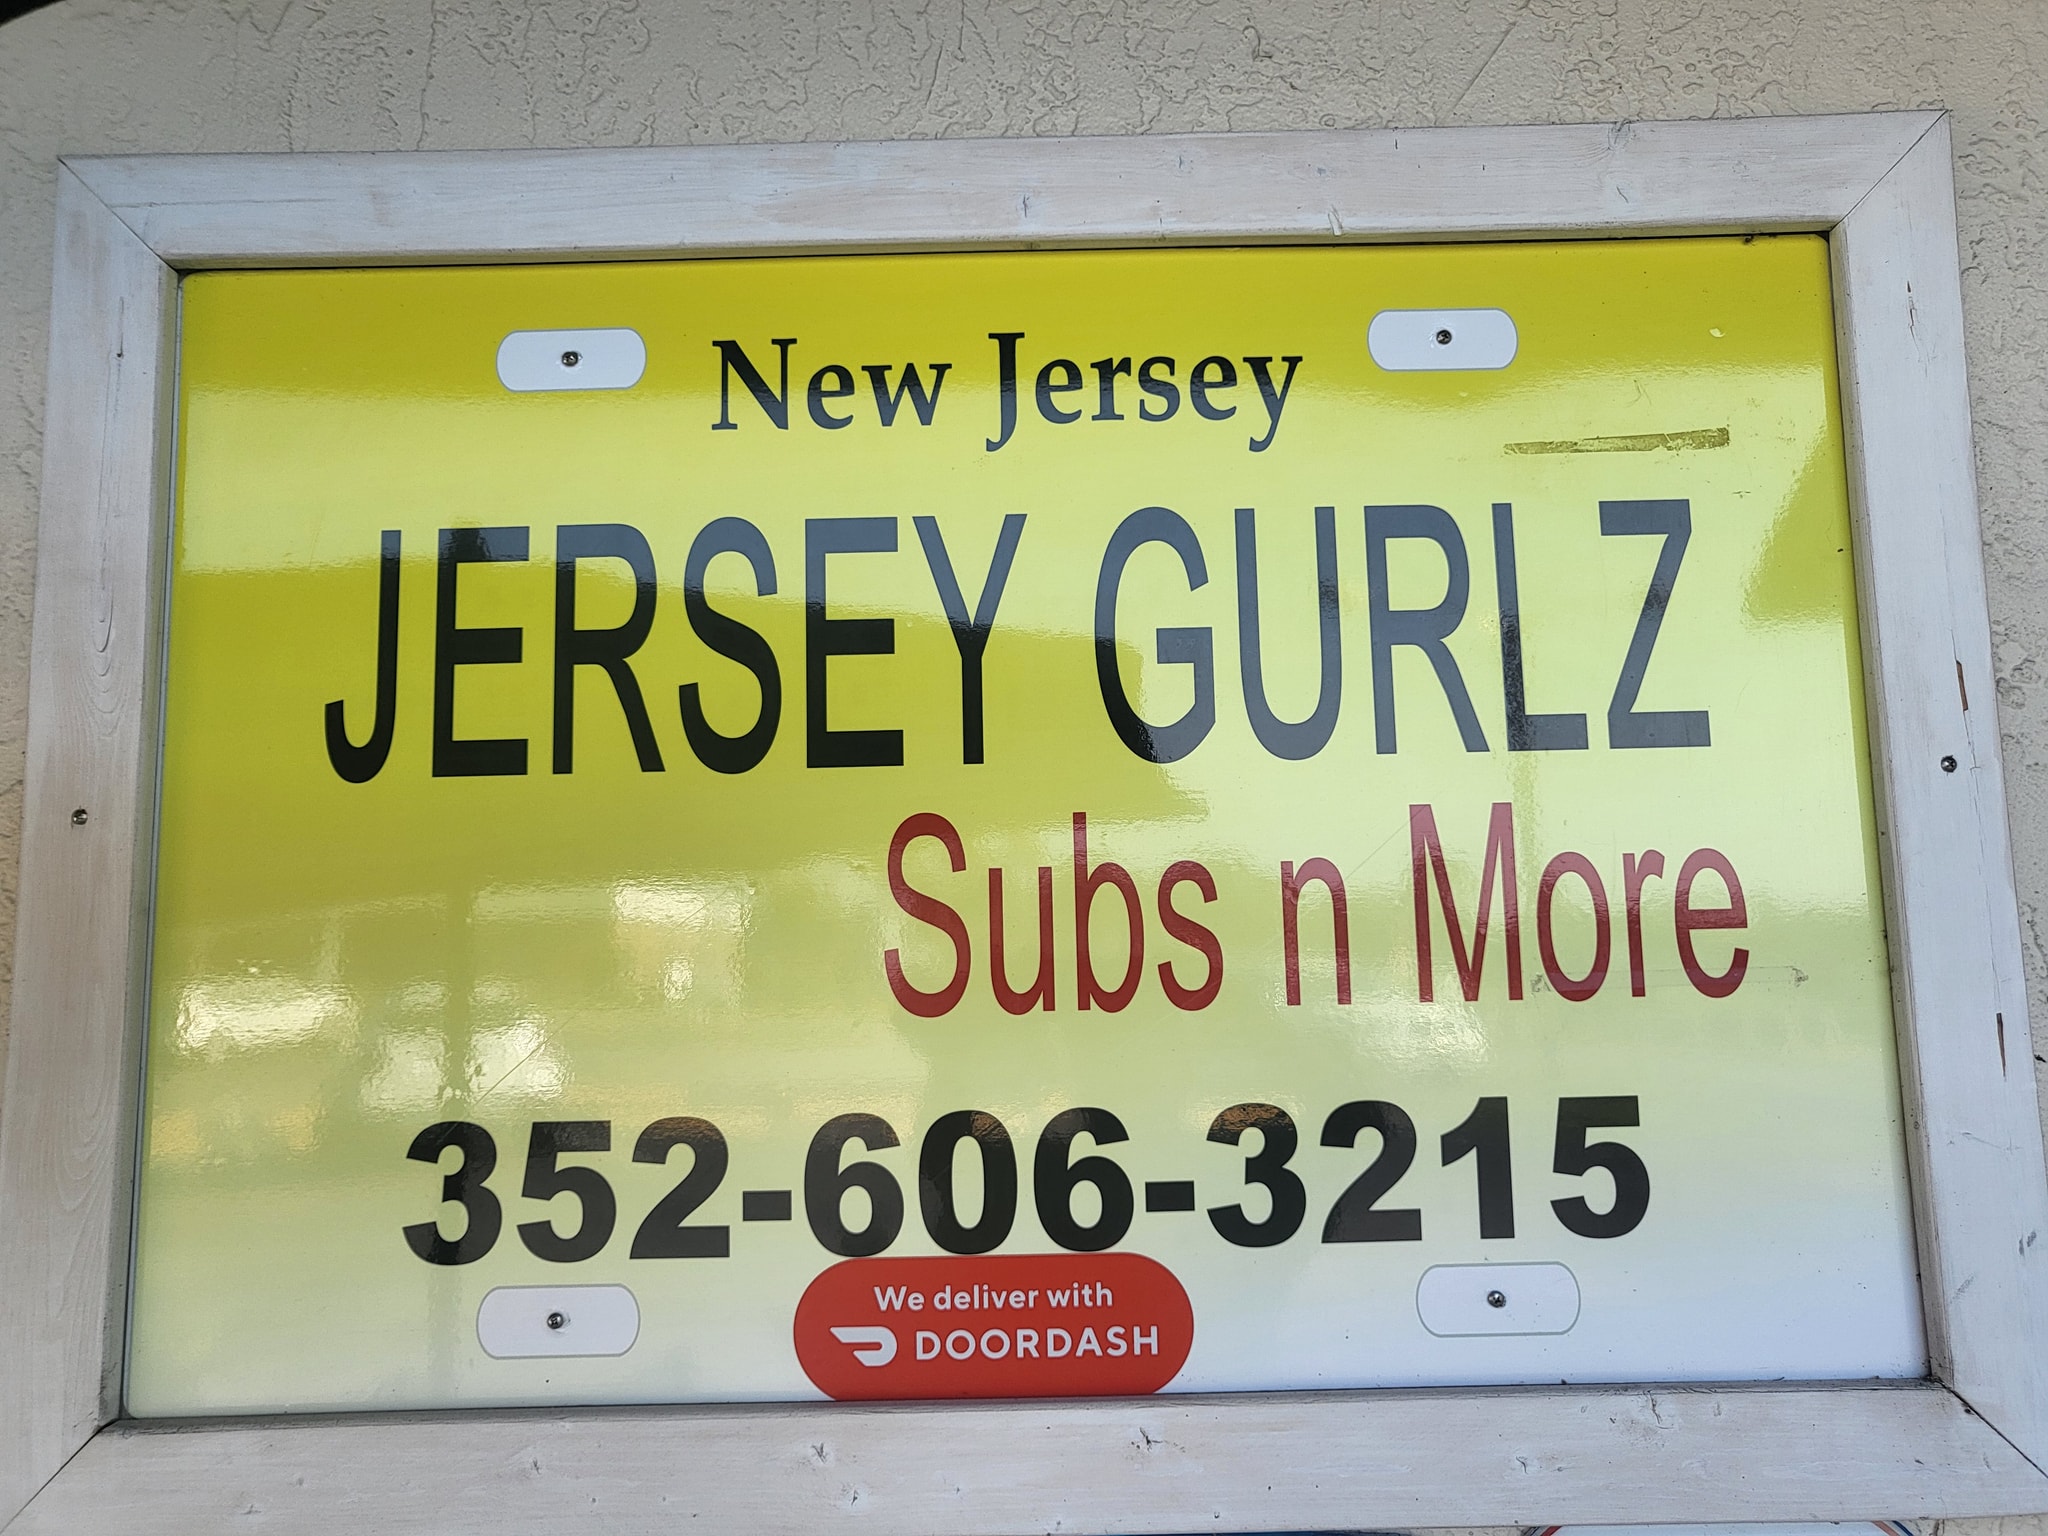 New Jersey
JERSEY GURLZ
Subs n More
352-606-3215
We deliver with
DOORDASH